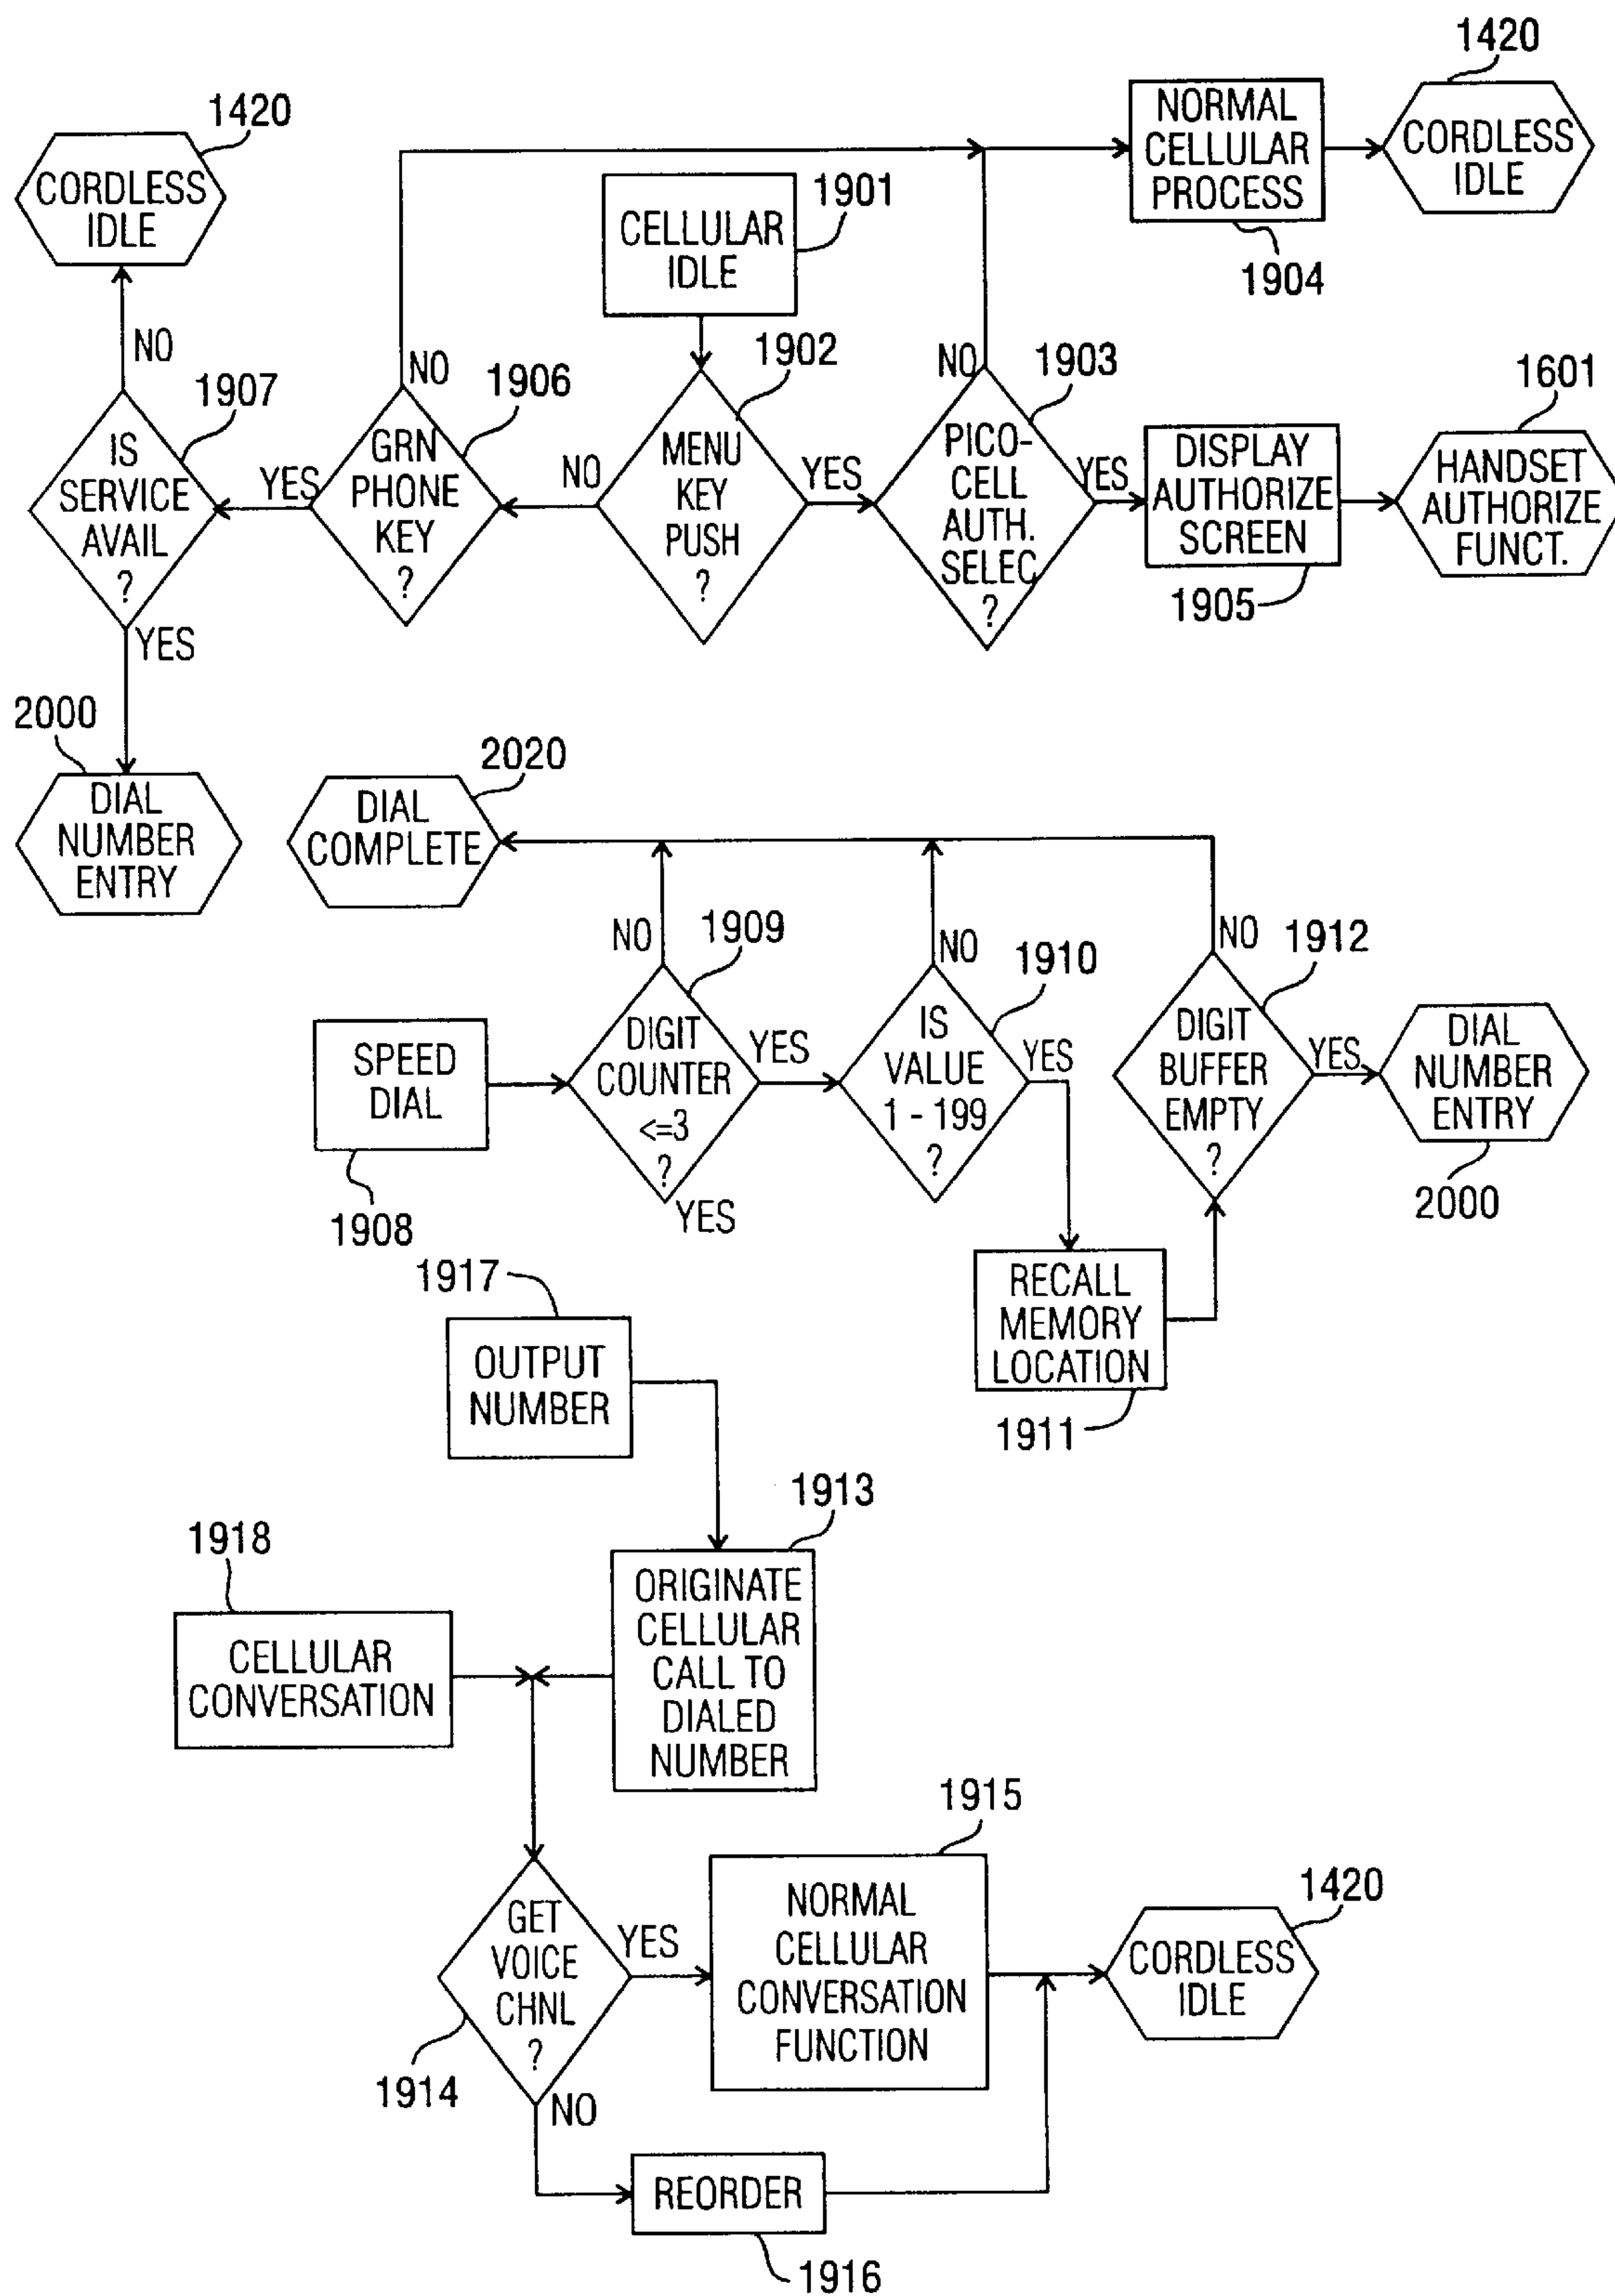 1420
CORDLESS
IDLE
NO
1907
IS
SERVICE
AVAIL
?
YES
2000
DIAL
NUMBER
ENTRY
YES
1906
GRN
PHONE
KEY
?
NO
1901
CELLULAR
IDLE
1902
MENU
KEY
PUSH
?
NO
YES
1903
PICO-
CELL
AUTH.
SELEC
?
NO
YES
NORMAL
CELLULAR
PROCESS
1904
1420
CORDLESS
IDLE
DISPLAY
AUTHORIZE
SCREEN
1905
1601
HANDSET
AUTHORIZE
FUNCT.
2020
DIAL
COMPLETE
SPEED
DIAL
1908
NO
1909
DIGIT
COUNTER
<=3
?
YES
YES
NO
1910
IS
VALUE
1 - 199
?
YES
RECALL
MEMORY
LOCATION
1911
NO
1912
DIGIT
BUFFER
EMPTY
?
YES
DIAL
NUMBER
ENTRY
2000
1917
OUTPUT
NUMBER
1913
ORIGINATE
CELLULAR
CALL TO
DIALED
NUMBER
1918
CELLULAR
CONVERSATION
GET
VOICE
CHNL
?
1914
YES
NO
1915
NORMAL
CELLULAR
CONVERSATION
FUNCTION
1420
CORDLESS
IDLE
REORDER
1916